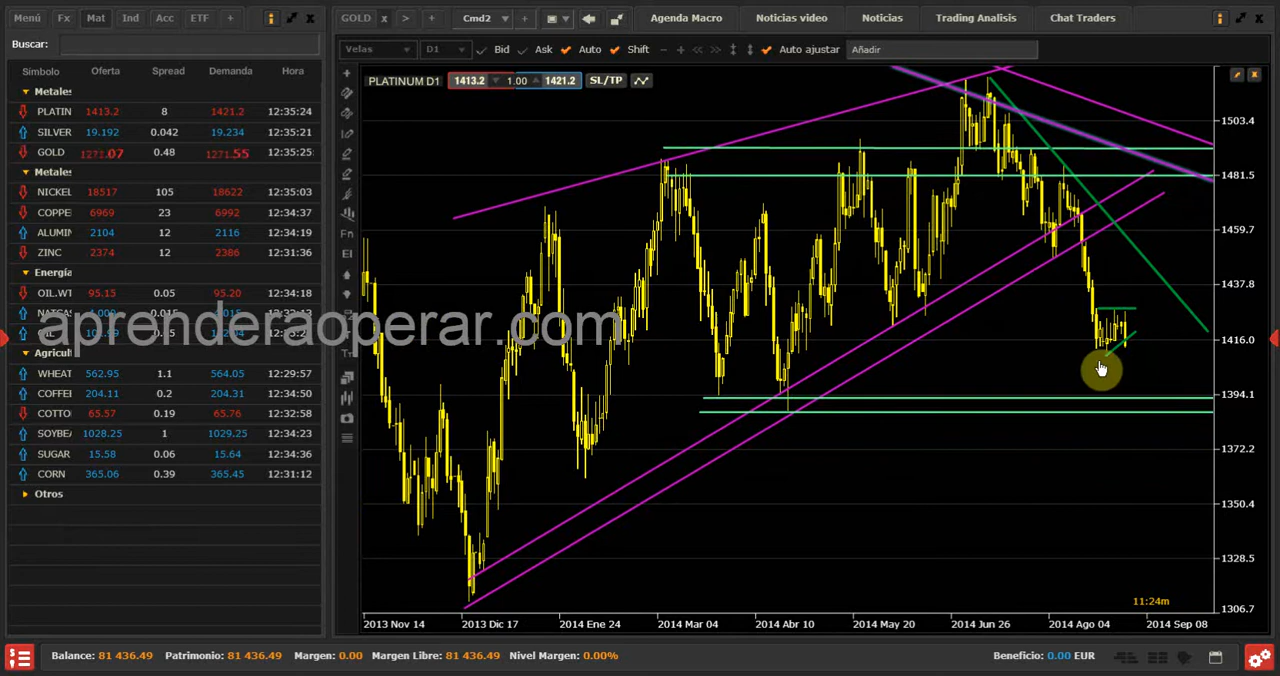 Menú Fx Mat Ind Acc ETF +
Buscar:
Símbolo Oferta Spread Demanda Hora
Metales
PLATIN 1413.2 8 1421.2 12:35:24
SILVER 19.192 0.042 19.234 12:35:21
GOLD 1271.07 0.48 1271.55 12:35:25
Metales
NICKEL 18517 105 18622 12:35:03
COPPE 6969 23 6992 12:34:37
ALUMIN 2104 12 2116 12:34:19
ZINC 2374 12 2386 12:31:36
Energía
OIL.WT 95.15 0.05 95.20 12:34:18
NATGAS
OIL
Agricul
WHEAT 562.95 1.1 564.05 12:29:57
COFFEE 204.11 0.2 204.31 12:34:50
COTTO 65.57 0.19 65.76 12:32:58
SOYBEA 1028.25 1 1029.25 12:34:23
SUGAR 15.58 0.06 15.64 12:34:36
CORN 365.06 0.39 365.45 12:31:12
Otros
GOLD x > + Cmd2 +
Agenda Macro Noticias video Noticias Trading Analisis Chat Traders
Velas D1 Bid Ask Auto Shift Auto ajustar Añadir
PLATINUM D1 1413.2 1.00 1421.2 SL/TP
Fn
EI
Tт
1503.4
1481.5
1459.7
1437.8
1416.0
1394.1
1372.2
1350.4
1328.5
1306.7
aprenderaoperar.com
11:24m
2013 Nov 14 2013 Dic 17 2014 Ene 24 2014 Mar 04 2014 Abr 10 2014 May 20 2014 Jun 26 2014 Ago 04 2014 Sep 08
Balance: 81 436.49 Patrimonio: 81 436.49 Margen: 0.00 Margen Libre: 81 436.49 Nivel Margen: 0.00% Beneficio: 0.00 EUR